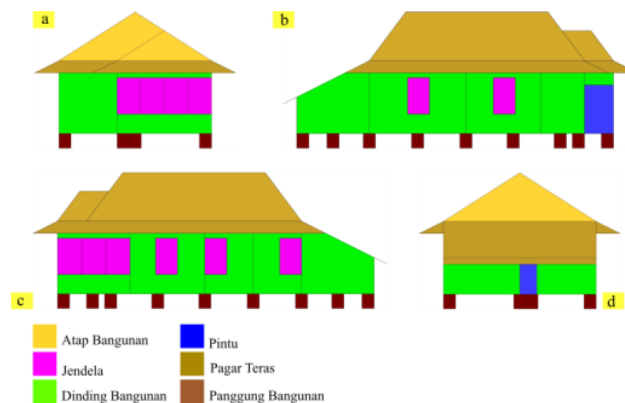 a
b
c
d
Atap Bangunan
Pintu
Jendela
Pagar Teras
Dinding Bangunan
Panggung Bangunan